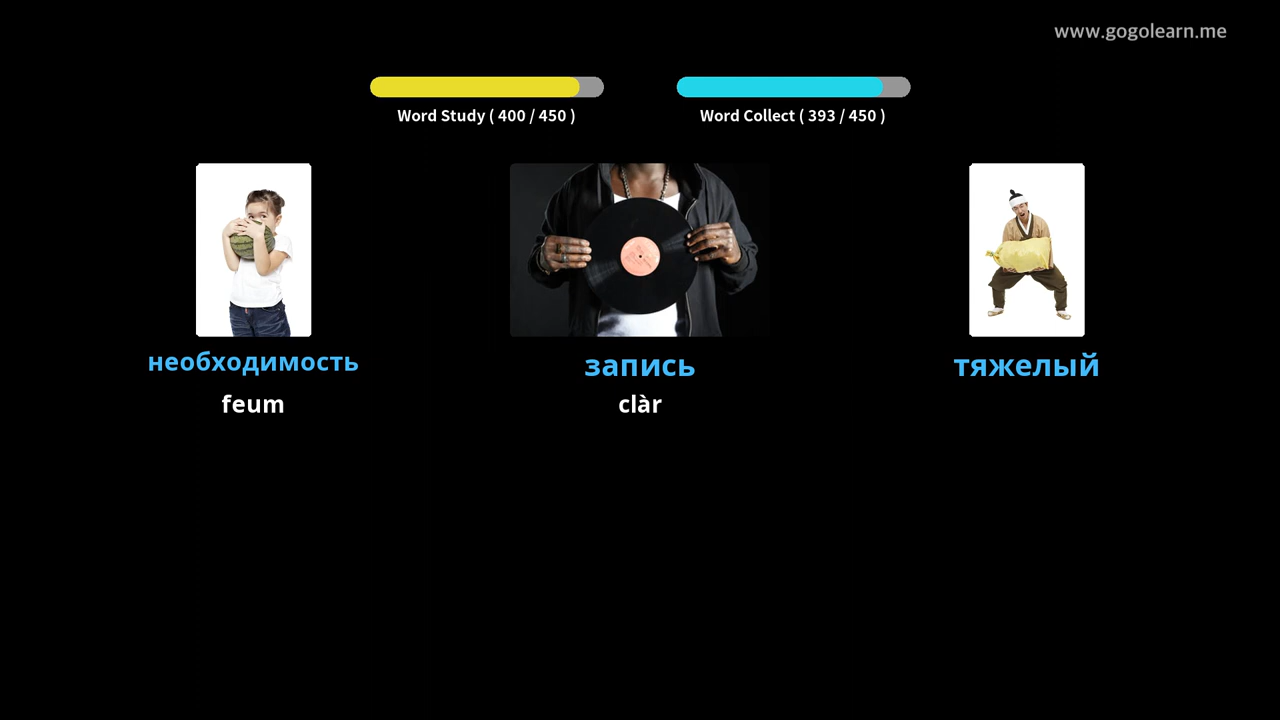 www.gogolearn.me
Word Study ( 400 / 450 )
Word Collect ( 393 / 450 )
необходимость
запись
тяжелый
feum
clàr